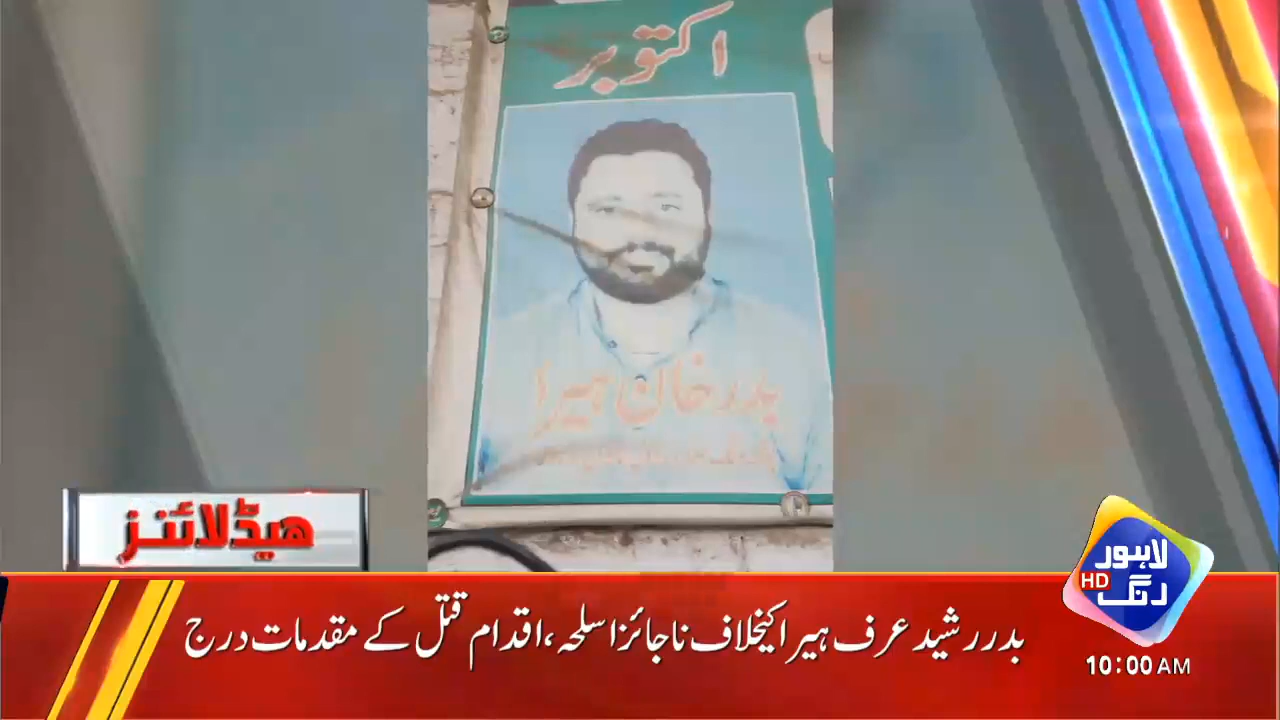 اکتوبر
بدر خان ہیرا
ہیڈلائنز
لاہور
رنگ
HD
بدر رشید عرف ہیرا کیخلاف ناجائز اسلحہ، اقدام قتل کے مقدمات درج
10:00 AM